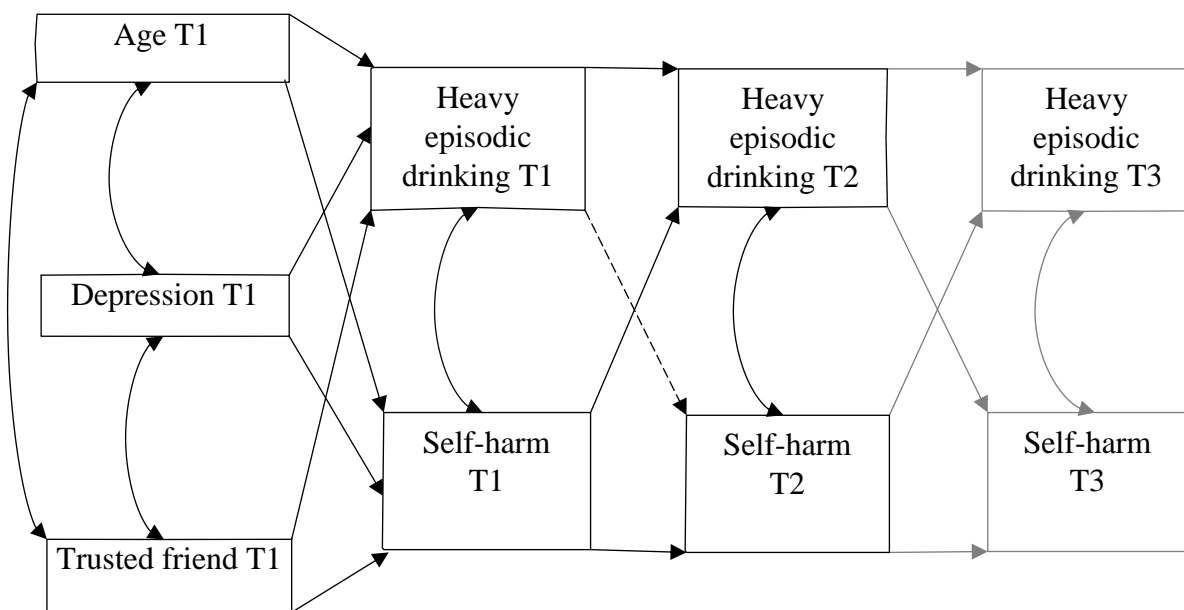 Age T1
Heavy
episodic
drinking T1
Heavy
episodic
drinking T2
Heavy
episodic
drinking T3
Depression T1
Self-harm
T1
Self-harm
T2
Self-harm
T3
Trusted friend T1